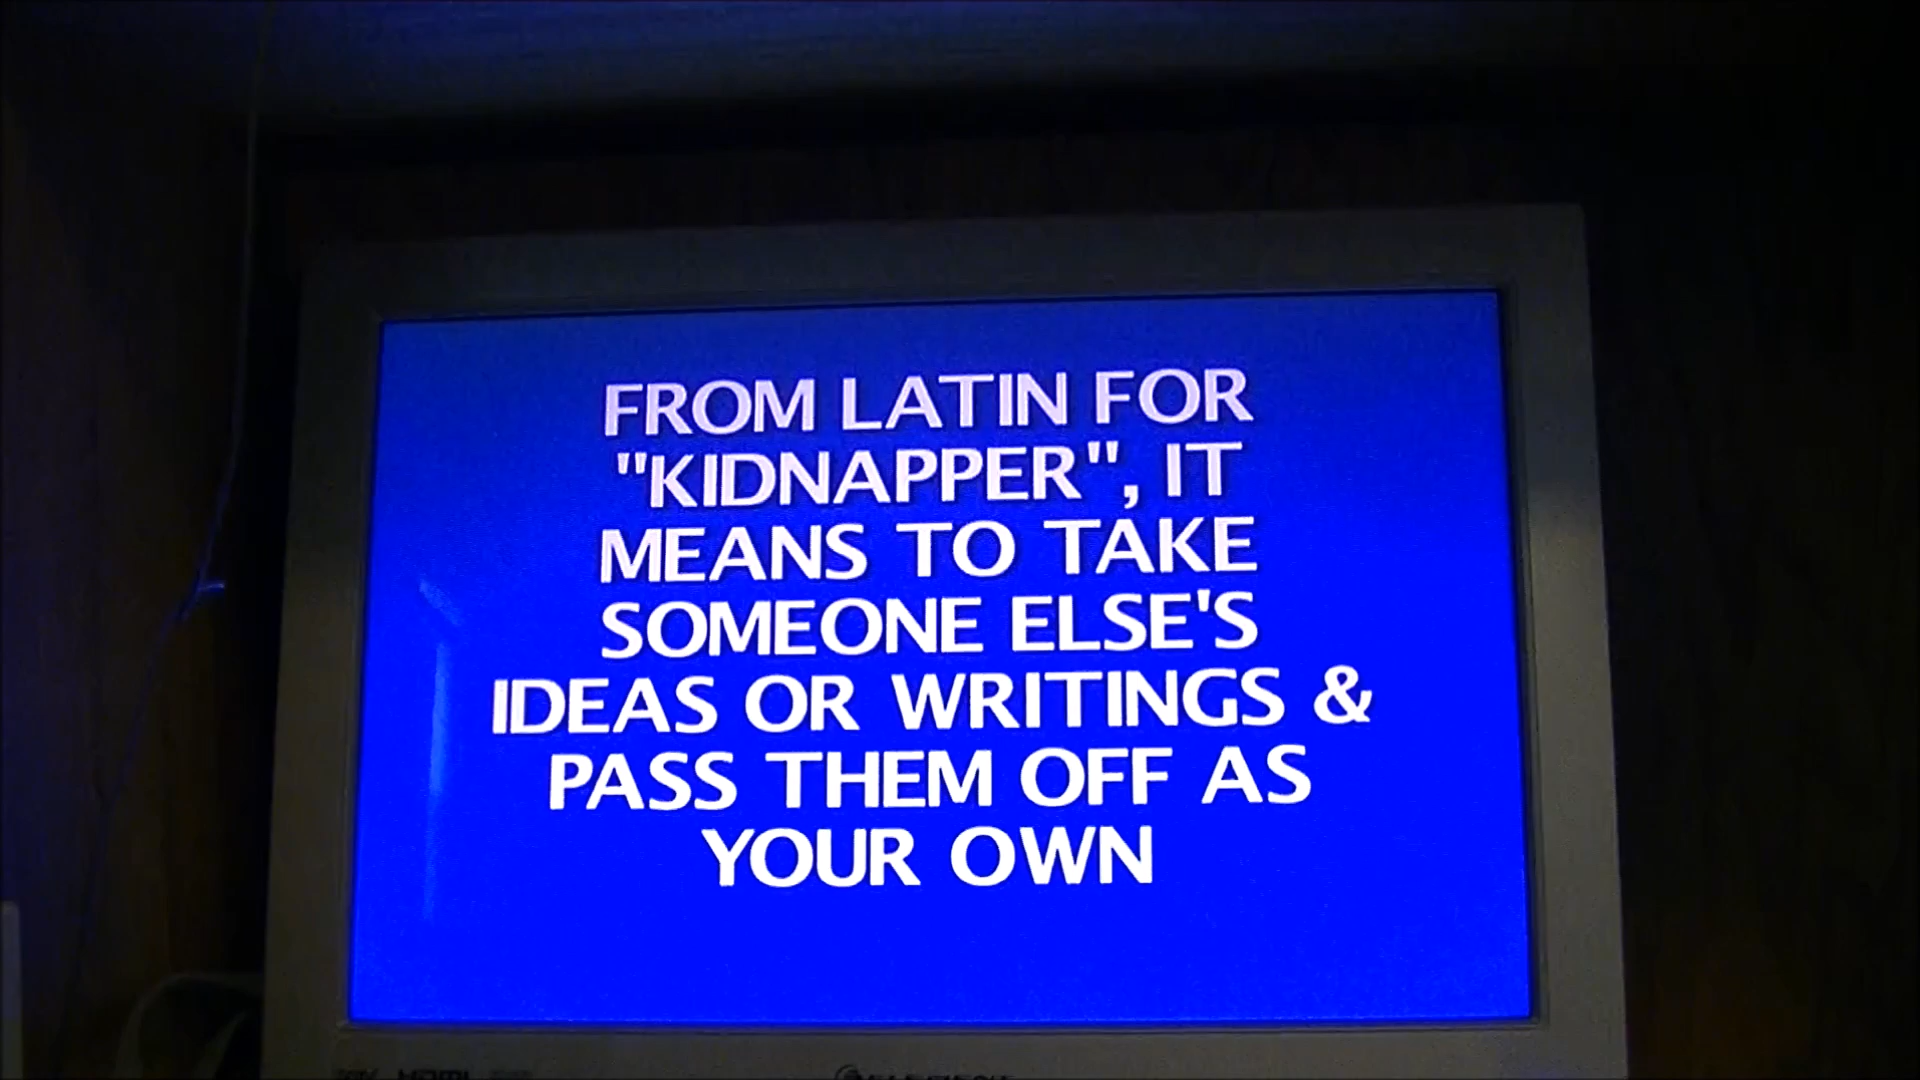 FROM LATIN FOR
"KIDNAPPER", IT
MEANS TO TAKE
SOMEONE ELSE'S
IDEAS OR WRITINGS &
PASS THEM OFF AS
YOUR OWN
HDMI